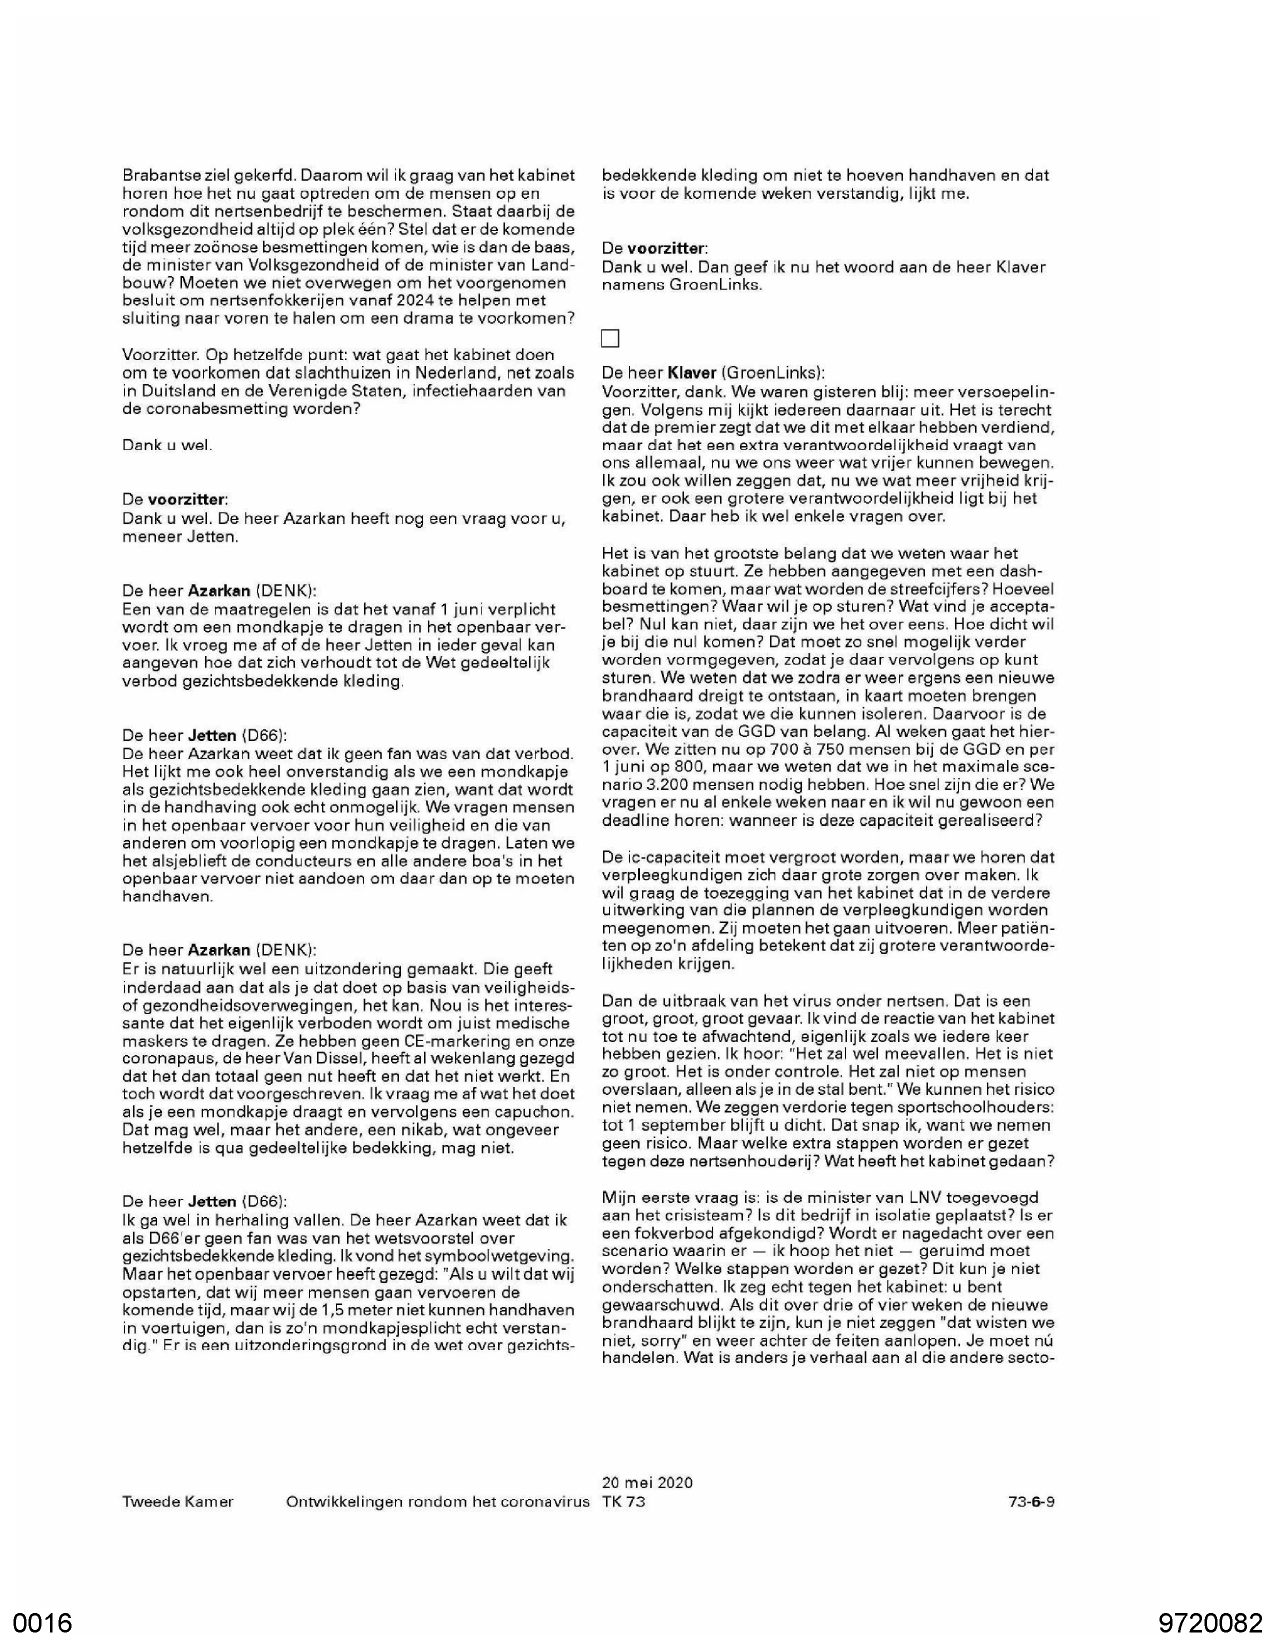 Brabantse ziel gekerfd. Daarom wil ik graag van het kabinet
horen hoe het nu gaat optreden om de mensen op en
rondom dit nertsenbedrijf te beschermen. Staat daarbij de
volksgezondheid altijd op plek één? Stel dat er de komende
tijd meer zoönose besmettingen komen, wie is dan de baas,
de minister van Volksgezondheid of de minister van Land-
bouw? Moeten we niet overwegen om het voorgenomen
besluit om nertsenfokkerijen vanaf 2024 te helpen met
sluiting naar voren te halen om een drama te voorkomen?
Voorzitter. Op hetzelfde punt: wat gaat het kabinet doen
om te voorkomen dat slachthuizen in Nederland, net zoals
in Duitsland en de Verenigde Staten, infectiehaarden van
de coronabesmetting worden?
Dank u wel.
De voorzitter:
Dank u wel. De heer Azarkan heeft nog een vraag voor u,
meneer Jetten.
De heer Azarkan (DENK):
Een van de maatregelen is dat het vanaf 1 juni verplicht
wordt om een mondkapje te dragen in het openbaar ver-
voer. Ik vroeg me af of de heer Jetten in ieder geval kan
aangeven hoe dat zich verhoudt tot de Wet gedeeltelijk
verbod gezichtsbedekkende kleding.
De heer Jetten (D66):
De heer Azarkan weet dat ik geen fan was van dat verbod.
Het lijkt me ook heel onverstandig als we een mondkapje
als gezichtsbedekkende kleding gaan zien, want dat wordt
in de handhaving ook echt onmogelijk. We vragen mensen
in het openbaar vervoer voor hun veiligheid en die van
anderen om voorlopig een mondkapje te dragen. Laten we
het alsjeblieft de conducteurs en alle andere boa's in het
openbaar vervoer niet aandoen om daar dan op te moeten
handhaven.
De heer Azarkan (DENK):
Er is natuurlijk wel een uitzondering gemaakt. Die geeft
inderdaad aan dat als je dat doet op basis van veiligheids-
of gezondheidsoverwegingen, het kan. Nou is het interes-
sante dat het eigenlijk verboden wordt om juist medische
maskers te dragen. Ze hebben geen CE-markering en onze
coronapaus, de heer Van Dissel, heeft al wekenlang gezegd
dat het dan totaal geen nut heeft en dat het niet werkt. En
toch wordt dat voorgeschreven. Ik vraag me af wat het doet
als je een mondkapje draagt en vervolgens een capuchon.
Dat mag wel, maar het andere, een nikab, wat ongeveer
hetzelfde is qua gedeeltelijke bedekking, mag niet.
De heer Jetten (D66):
Ik ga wel in herhaling vallen. De heer Azarkan weet dat ik
als D66'er geen fan was van het wetsvoorstel over
gezichtsbedekkende kleding. Ik vond het symboolwetgeving.
Maar het openbaar vervoer heeft gezegd: "Als u wilt dat wij
opstarten, dat wij meer mensen gaan vervoeren de
komende tijd, maar wij de 1,5 meter niet kunnen handhaven
in voertuigen, dan is zo'n mondkapjesplicht echt verstan-
dig." Er is een uitzonderingsgrond in de wet over gezichts-
bedekkende kleding om niet te hoeven handhaven en dat
is voor de komende weken verstandig, lijkt me.
De voorzitter:
Dank u wel. Dan geef ik nu het woord aan de heer Klaver
namens GroenLinks.
De heer Klaver (GroenLinks):
Voorzitter, dank. We waren gisteren blij: meer versoepelin-
gen. Volgens mij kijkt iedereen daarnaar uit. Het is terecht
dat de premier zegt dat we dit met elkaar hebben verdiend,
maar dat het een extra verantwoordelijkheid vraagt van
ons allemaal, nu we ons weer wat vrijer kunnen bewegen.
Ik zou ook willen zeggen dat, nu we wat meer vrijheid krij-
gen, er ook een grotere verantwoordelijkheid ligt bij het
kabinet. Daar heb ik wel enkele vragen over.
Het is van het grootste belang dat we weten waar het
kabinet op stuurt. Ze hebben aangegeven met een dash-
board te komen, maar wat worden de streefcijfers? Hoeveel
besmettingen? Waar wil je op sturen? Wat vind je accepta-
bel? Nul kan niet, daar zijn we het over eens. Hoe dicht wil
je bij die nul komen? Dat moet zo snel mogelijk verder
worden vormgegeven, zodat je daar vervolgens op kunt
sturen. We weten dat we zodra er weer ergens een nieuwe
brandhaard dreigt te ontstaan, in kaart moeten brengen
waar die is, zodat we die kunnen isoleren. Daarvoor is de
capaciteit van de GGD van belang. Al weken gaat het hier-
over. We zitten nu op 700 à 750 mensen bij de GGD en per
1 juni op 800, maar we weten dat we in het maximale sce-
nario 3.200 mensen nodig hebben. Hoe snel zijn die er? We
vragen er nu al enkele weken naar en ik wil nu gewoon een
deadline horen: wanneer is deze capaciteit gerealiseerd?
De ic-capaciteit moet vergroot worden, maar we horen dat
verpleegkundigen zich daar grote zorgen over maken. Ik
wil graag de toezegging van het kabinet dat in de verdere
uitwerking van die plannen de verpleegkundigen worden
meegenomen. Zij moeten het gaan uitvoeren. Meer patiën-
ten op zo'n afdeling betekent dat zij grotere verantwoorde-
lijkheden krijgen.
Dan de uitbraak van het virus onder nertsen. Dat is een
groot, groot, groot gevaar. Ik vind de reactie van het kabinet
tot nu toe te afwachtend, eigenlijk zoals we iedere keer
hebben gezien. Ik hoor: "Het zal wel meevallen. Het is niet
zo groot. Het is onder controle. Het zal niet op mensen
overslaan, alleen als je in de stal bent." We kunnen het risico
niet nemen. We zeggen verdorie tegen sportschoolhouders:
tot 1 september blijft u dicht. Dat snap ik, want we nemen
geen risico. Maar welke extra stappen worden er gezet
tegen deze nertsenhouderij? Wat heeft het kabinet gedaan?
Mijn eerste vraag is: is de minister van LNV toegevoegd
aan het crisisteam? Is dit bedrijf in isolatie geplaatst? Is er
een fokverbod afgekondigd? Wordt er nagedacht over een
scenario waarin er — ik hoop het niet — geruimd moet
worden? Welke stappen worden er gezet? Dit kun je niet
onderschatten. Ik zeg echt tegen het kabinet: u bent
gewaarschuwd. Als dit over drie of vier weken de nieuwe
brandhaard blijkt te zijn, kun je niet zeggen "dat wisten we
niet, sorry" en weer achter de feiten aanlopen. Je moet nú
handelen. Wat is anders je verhaal aan al die andere secto-
20 mei 2020
Tweede Kamer Ontwikkelingen rondom het coronavirus TK 73 73-6-9
0016 9720082